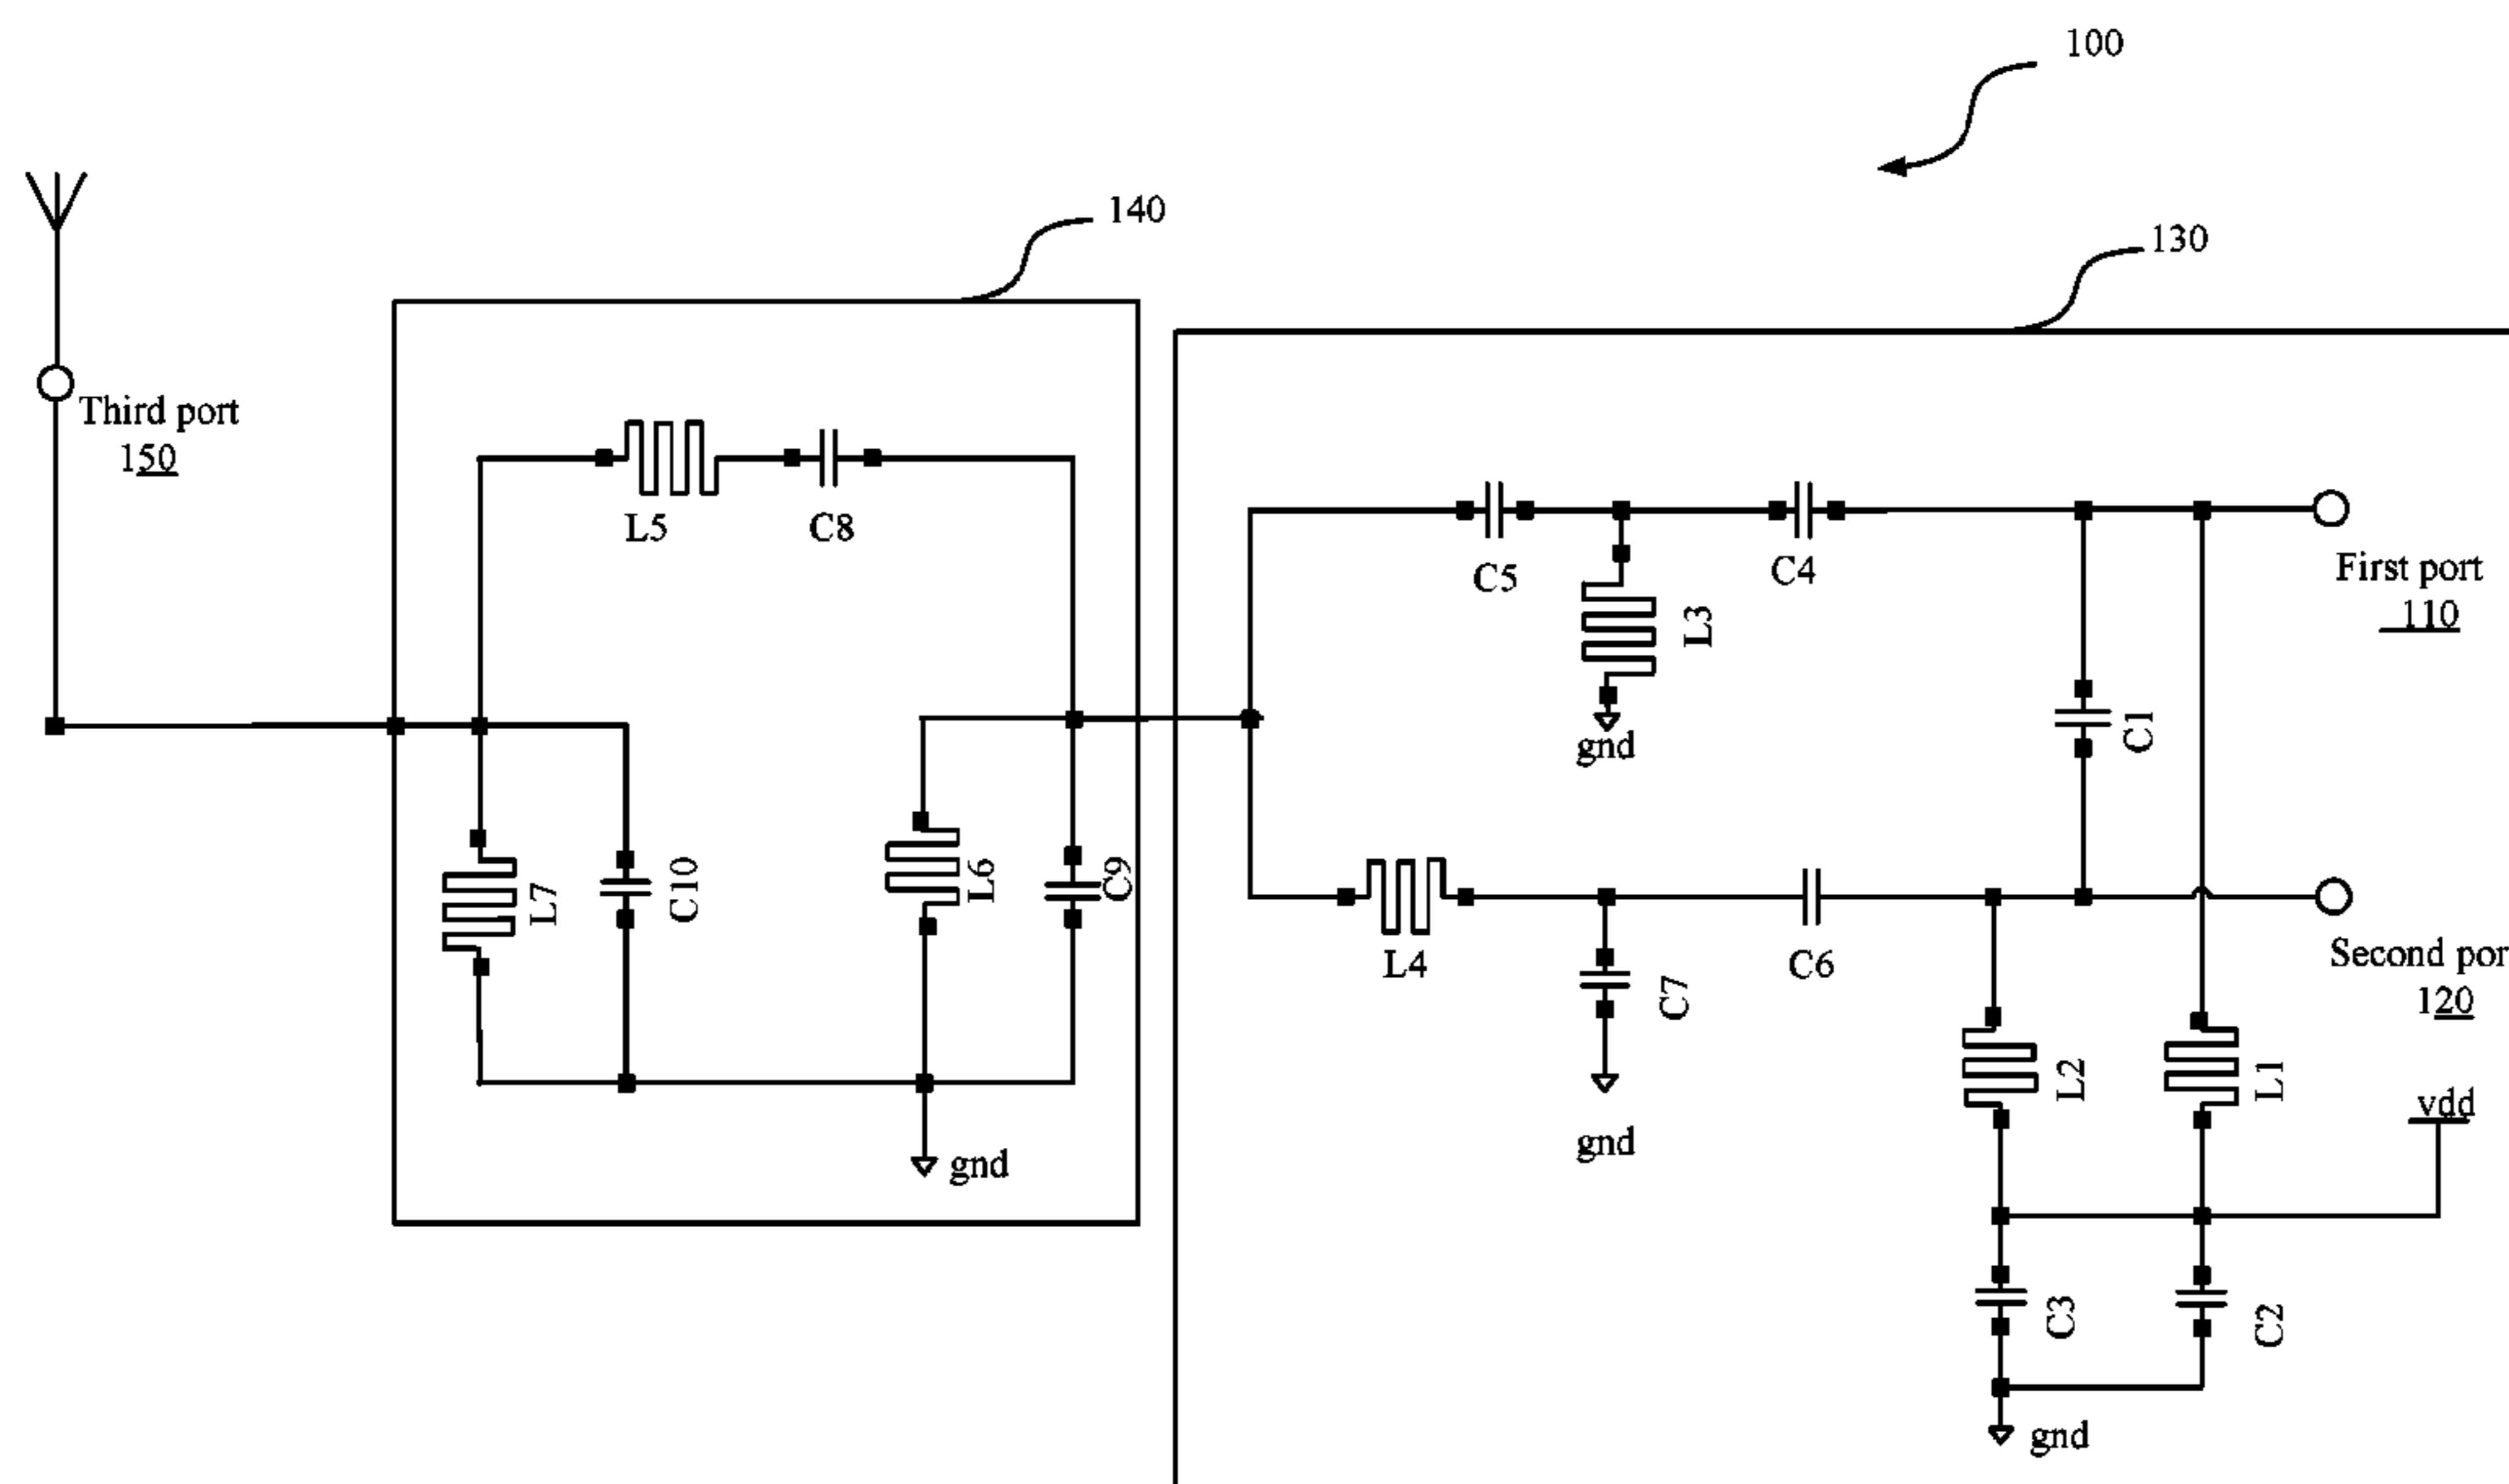 100
140
130
Third port
150
L5
C8
C5
C4
L3
First port
110
gnd
C1
L7
C10
L6
C9
L4
C7
C6
Second por
120
L2
L1
vdd
gnd
gnd
C3
C2
gnd